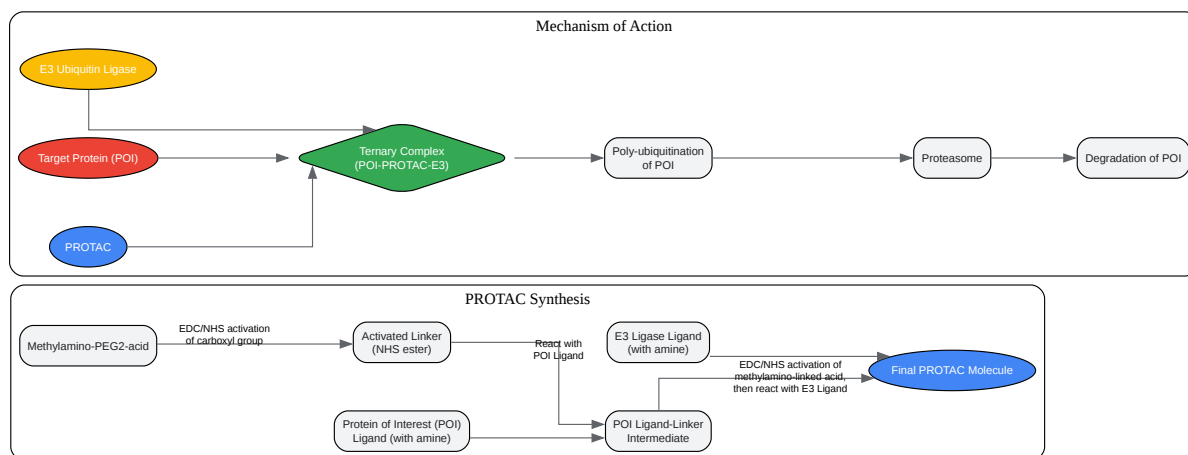 Mechanism of Action
E3 Ubiquitin Ligase
Target Protein (POI)
PROTAC
Ternary Complex
(POI-PROTAC-E3)
Poly-ubiquitination
of POI
Proteasome
Degradation of POI
PROTAC Synthesis
Methylamino-PEG2-acid
EDC/NHS activation
of carboxyl group
Activated Linker
(NHS ester)
React with
POI Ligand
Protein of Interest (POI)
Ligand (with amine)
E3 Ligase Ligand
(with amine)
POI Ligand-Linker
Intermediate
EDC/NHS activation of
methylamino-linked acid,
then react with E3 Ligand
Final PROTAC Molecule